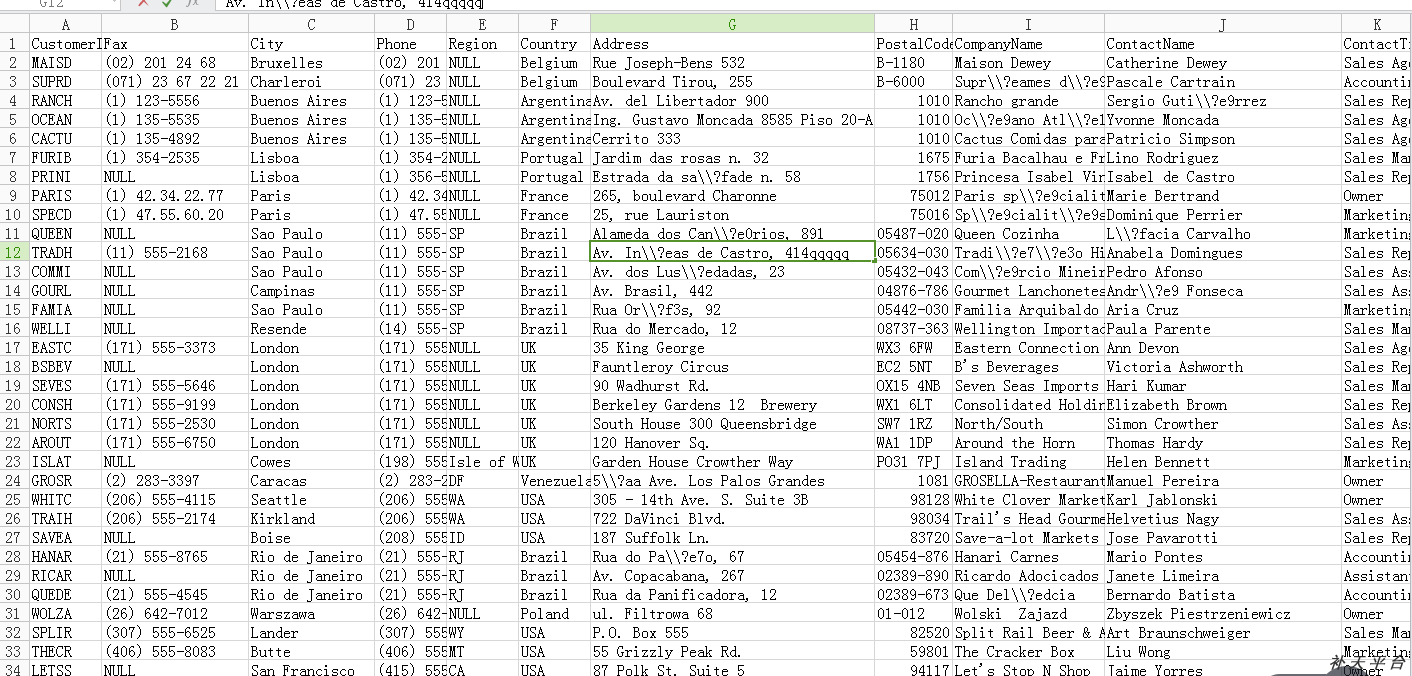 G12 Av. In\\?eas de Castro, 414qqqqq
A B C D E F G H I J K
1 CustomerI Fax City Phone Region Country Address PostalCode CompanyName ContactName ContactTi
2 MAISD (02) 201 24 68 Bruxelles (02) 201 NULL Belgium Rue Joseph-Bens 532 B-1180 Maison Dewey Catherine Dewey Sales Age
3 SUPRD (071) 23 67 22 21 Charleroi (071) 23 NULL Belgium Boulevard Tirou, 255 B-6000 Supr\\?eames d\\?e9 Pascale Cartrain Accountin
4 RANCH (1) 123-5556 Buenos Aires (1) 123-5 NULL Argentina Av. del Libertador 900 1010 Rancho grande Sergio Guti\\?e9rrez Sales Rep
5 OCEAN (1) 135-5535 Buenos Aires (1) 135-5 NULL Argentina Ing. Gustavo Moncada 8585 Piso 20-A 1010 Oc\\?e9ano Atl\\?e1 Yvonne Moncada Sales Age
6 CACTU (1) 135-4892 Buenos Aires (1) 135-5 NULL Argentina Cerrito 333 1010 Cactus Comidas para Patricio Simpson Sales Age
7 FURIB (1) 354-2535 Lisboa (1) 354-2 NULL Portugal Jardim das rosas n. 32 1675 Furia Bacalhau e Fr Lino Rodriguez Sales Man
8 PRINI NULL Lisboa (1) 356-5 NULL Portugal Estrada da sa\\?fade n. 58 1756 Princesa Isabel Vin Isabel de Castro Sales Rep
9 PARIS (1) 42.34.22.77 Paris (1) 42.34 NULL France 265, boulevard Charonne 75012 Paris sp\\?e9cialit Marie Bertrand Owner
10 SPECD (1) 47.55.60.20 Paris (1) 47.55 NULL France 25, rue Lauriston 75016 Sp\\?e9cialit\\?e9s Dominique Perrier Marketing
11 QUEEN NULL Sao Paulo (11) 555- SP Brazil Alameda dos Can\\?e0rios, 891 05487-020 Queen Cozinha L\\?facia Carvalho Marketing
12 TRADH (11) 555-2168 Sao Paulo (11) 555- SP Brazil Av. In\\?eas de Castro, 414qqqqq 05634-030 Tradi\\?e7\\?e3o Hi Anabela Domingues Sales Rep
13 COMMI NULL Sao Paulo (11) 555- SP Brazil Av. dos Lus\\?edadas, 23 05432-043 Com\\?e9rcio Mineir Pedro Afonso Sales Ass
14 GOURL NULL Campinas (11) 555- SP Brazil Av. Brasil, 442 04876-786 Gourmet Lanchonetes Andr\\?e9 Fonseca Sales Ass
15 FAMIA NULL Sao Paulo (11) 555- SP Brazil Rua Or\\?f3s, 92 05442-030 Familia Arquibaldo Aria Cruz Marketing
16 WELLI NULL Resende (14) 555- SP Brazil Rua do Mercado, 12 08737-363 Wellington Importad Paula Parente Sales Man
17 EASTC (171) 555-3373 London (171) 555 NULL UK 35 King George WX3 6FW Eastern Connection Ann Devon Sales Age
18 BSBEV NULL London (171) 555 NULL UK Fauntleroy Circus EC2 5NT B's Beverages Victoria Ashworth Sales Rep
19 SEVES (171) 555-5646 London (171) 555 NULL UK 90 Wadhurst Rd. OX15 4NB Seven Seas Imports Hari Kumar Sales Man
20 CONSH (171) 555-9199 London (171) 555 NULL UK Berkeley Gardens 12 Brewery WX1 6LT Consolidated Holdin Elizabeth Brown Sales Rep
21 NORTS (171) 555-2530 London (171) 555 NULL UK South House 300 Queensbridge SW7 1RZ North/South Simon Crowther Sales Ass
22 AROUT (171) 555-6750 London (171) 555 NULL UK 120 Hanover Sq. WA1 1DP Around the Horn Thomas Hardy Sales Rep
23 ISLAT NULL Cowes (198) 555 Isle of W UK Garden House Crowther Way PO31 7PJ Island Trading Helen Bennett Marketing
24 GROSR (2) 283-3397 Caracas (2) 283-2 DF Venezuela 5\\?aa Ave. Los Palos Grandes 1081 GROSELLA-Restaurant Manuel Pereira Owner
25 WHITC (206) 555-4115 Seattle (206) 555 WA USA 305 - 14th Ave. S. Suite 3B 98128 White Clover Market Karl Jablonski Owner
26 TRAIH (206) 555-2174 Kirkland (206) 555 WA USA 722 DaVinci Blvd. 98034 Trail's Head Gourme Helvetius Nagy Sales Ass
27 SAVEA NULL Boise (208) 555 ID USA 187 Suffolk Ln. 83720 Save-a-lot Markets Jose Pavarotti Sales Rep
28 HANAR (21) 555-8765 Rio de Janeiro (21) 555- RJ Brazil Rua do Pa\\?e7o, 67 05454-876 Hanari Carnes Mario Pontes Accountin
29 RICAR NULL Rio de Janeiro (21) 555- RJ Brazil Av. Copacabana, 267 02389-890 Ricardo Adocicados Janete Limeira Assistan
30 QUEDE (21) 555-4545 Rio de Janeiro (21) 555- RJ Brazil Rua da Panificadora, 12 02389-673 Que Del\\?edcia Bernardo Batista Accountin
31 WOLZA (26) 642-7012 Warszawa (26) 642- NULL Poland ul. Filtrowa 68 01-012 Wolski Zajazd Zbyszek Piestrzeniewicz Owner
32 SPLIR (307) 555-6525 Lander (307) 555 WY USA P.O. Box 555 82520 Split Rail Beer & A Art Braunschweiger Sales Man
33 THECR (406) 555-8083 Butte (406) 555 MT USA 55 Grizzly Peak Rd. 59801 The Cracker Box Liu Wong Marketing
34 LETSS NULL San Francisco (415) 555 CA USA 87 Polk St. Suite 5 94117 Let's Stop N Shop Jaime Yorres Owner
补天平台